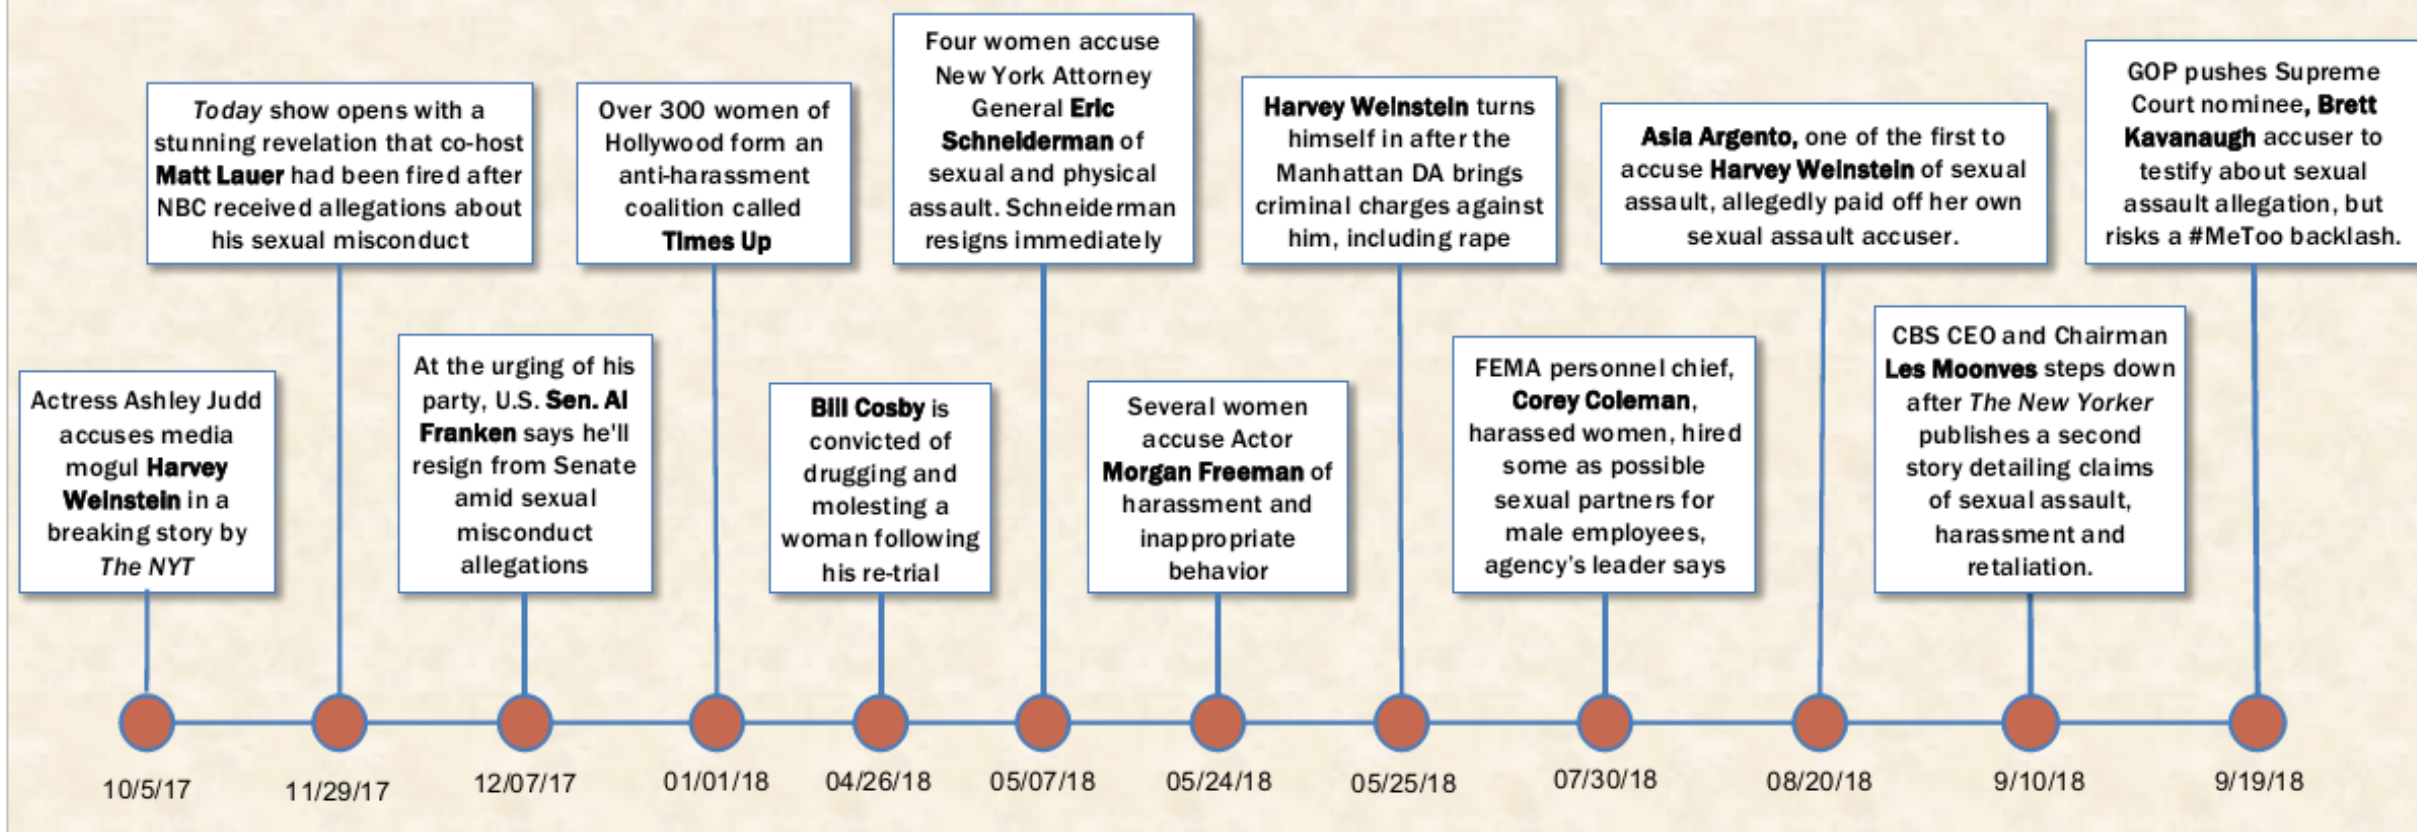 Actress Ashley Judd
accuses media
mogul Harvey
Weinstein in a
breaking story by
The NYT
10/5/17
Today show opens with a
stunning revelation that co-host
Matt Lauer had been fired after
NBC received allegations about
his sexual misconduct
11/29/17
At the urging of his
party, U.S. Sen. Al
Franken says he'll
resign from Senate
amid sexual
misconduct
allegations
12/07/17
Over 300 women of
Hollywood form an
anti-harassment
coalition called
Times Up
01/01/18
Bill Cosby is
convicted of
drugging and
molesting a
woman following
his re-trial
04/26/18
Four women accuse
New York Attorney
General Eric
Schneiderman of
sexual and physical
assault. Schneiderman
resigns immediately
05/07/18
Several women
accuse Actor
Morgan Freeman of
harassment and
inappropriate
behavior
05/24/18
Harvey Weinstein turns
himself in after the
Manhattan DA brings
criminal charges against
him, including rape
05/25/18
FEMA personnel chief,
Corey Coleman,
harassed women, hired
some as possible
sexual partners for
male employees,
agency’s leader says
07/30/18
Asia Argento, one of the first to
accuse Harvey Weinstein of sexual
assault, allegedly paid off her own
sexual assault accuser.
08/20/18
CBS CEO and Chairman
Les Moonves steps down
after The New Yorker
publishes a second
story detailing claims
of sexual assault,
harassment and
retaliation.
9/10/18
GOP pushes Supreme
Court nominee, Brett
Kavanaugh accuser to
testify about sexual
assault allegation, but
risks a #MeToo backlash.
9/19/18